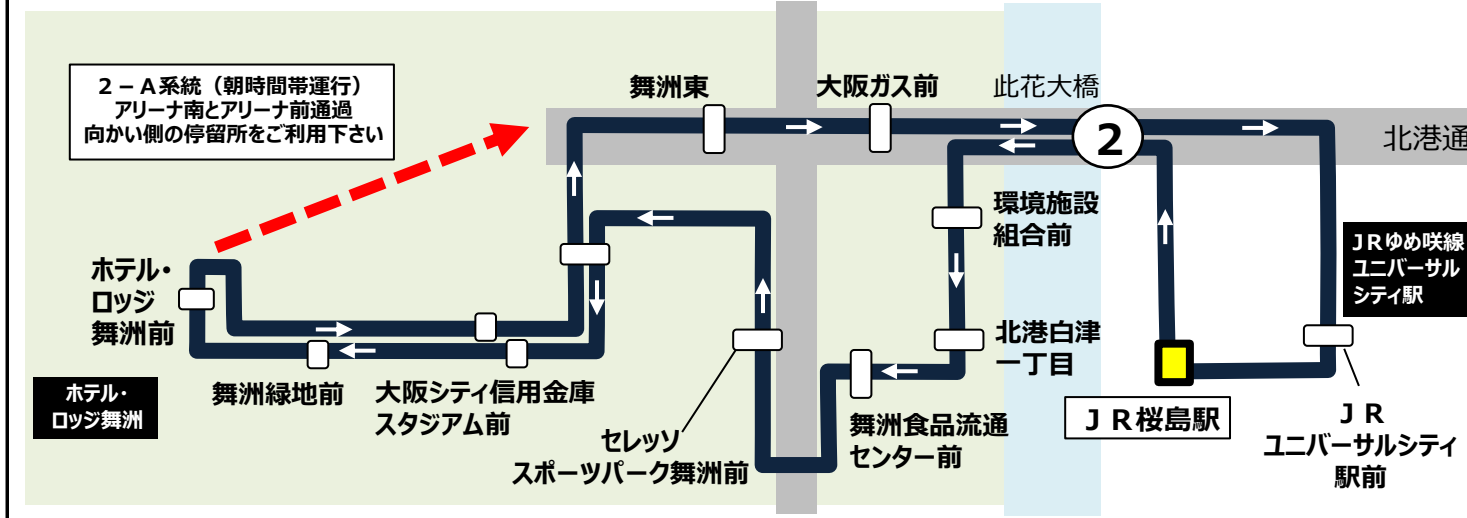 2－A系統（朝時間帯運行）
アリーナ南とアリーナ前通過
向かい側の停留所をご利用下さい
舞洲東
大阪ガス前
此花大橋
2
北港通
環境施設
組合前
JRゆめ咲線
ユニバーサル
シティ駅
ホテル・
ロッジ
舞洲前
北港白津
一丁目
ホテル・
ロッジ舞洲
舞洲緑地前
大阪シティ信用金庫
スタジアム前
セレッソ
スポーツパーク舞洲前
舞洲食品流通
センター前
ＪＲ桜島駅
ＪＲ
ユニバーサルシティ
駅前